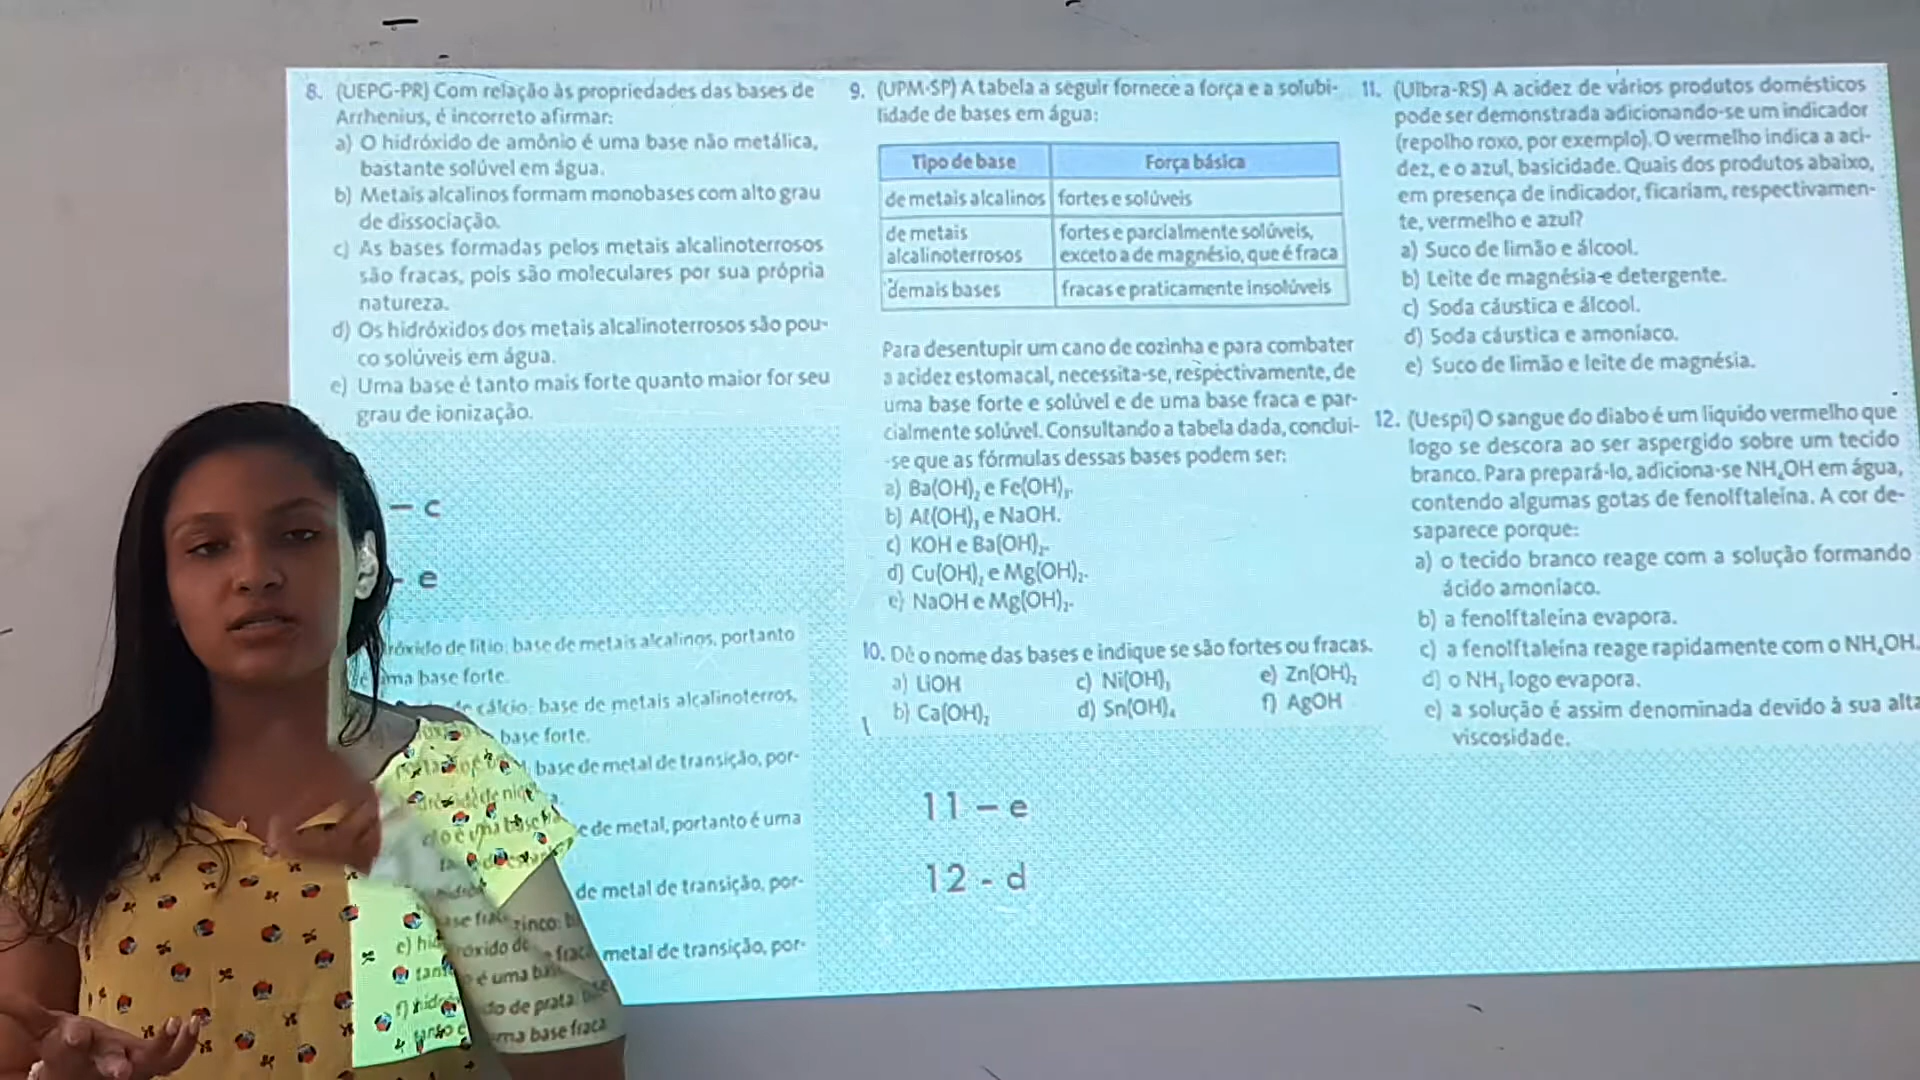 8. (UEPG-PR) Com relação às propriedades das bases de
Arrhenius, é incorreto afirmar:
a) O hidróxido de amônio é uma base não metálica,
bastante solúvel em água.
b) Metais alcalinos formam monobases com alto grau
de dissociação.
c) As bases formadas pelos metais alcalinoterrosos
são fracas, pois são moleculares por sua própria
natureza.
d) Os hidróxidos dos metais alcalinoterrosos são pou-
co solúveis em água.
e) Uma base é tanto mais forte quanto maior for seu
grau de ionização.
– c
- e
róxido de lítio: base de metais alcalinos, portanto
é uma base forte.
de cálcio: base de metais alcalinoterros,
base forte.
base de metal de transição, por-
e de metal, portanto é uma
de metal de transição, por-
zinco: b
e) hidróxido de
metal de transição, por-
é uma base fraca
f) hidróxido de prata: base
tanto é uma base fraca
9. (UPM-SP) A tabela a seguir fornece a força e a solubi-
lidade de bases em água:
Tipo de base Força básica
de metais alcalinos fortes e solúveis
de metais alcalinoterrosos fortes e parcialmente solúveis,
exceto a de magnésio, que é fraca
demais bases fracas e praticamente insolúveis
Para desentupir um cano de cozinha e para combater
a acidez estomacal, necessita-se, respectivamente, de
uma base forte e solúvel e de uma base fraca e par-
cialmente solúvel. Consultando a tabela dada, conclui-
-se que as fórmulas dessas bases podem ser:
a) Ba(OH)₂ e Fe(OH)₃.
b) Aℓ(OH)₃ e NaOH.
c) KOH e Ba(OH)₂.
d) Cu(OH)₂ e Mg(OH)₂.
e) NaOH e Mg(OH)₂.
10. Dê o nome das bases e indique se são fortes ou fracas.
a) LiOH c) Ni(OH)₃ e) Zn(OH)₂
b) Ca(OH)₂ d) Sn(OH)₄ f) AgOH
11 – e
12 - d
11. (Ulbra-RS) A acidez de vários produtos domésticos
pode ser demonstrada adicionando-se um indicador
(repolho roxo, por exemplo). O vermelho indica a aci-
dez, e o azul, basicidade. Quais dos produtos abaixo,
em presença de indicador, ficariam, respectivamen-
te, vermelho e azul?
a) Suco de limão e álcool.
b) Leite de magnésia e detergente.
c) Soda cáustica e álcool.
d) Soda cáustica e amoníaco.
e) Suco de limão e leite de magnésia.
12. (Uespi) O sangue do diabo é um líquido vermelho que
logo se descora ao ser aspergido sobre um tecido
branco. Para prepará-lo, adiciona-se NH₄OH em água,
contendo algumas gotas de fenolftaleína. A cor de-
saparece porque:
a) o tecido branco reage com a solução formando
ácido amoníaco.
b) a fenolftaleína evapora.
c) a fenolftaleína reage rapidamente com o NH₄OH.
d) o NH₃ logo evapora.
e) a solução é assim denominada devido à sua alta
viscosidade.